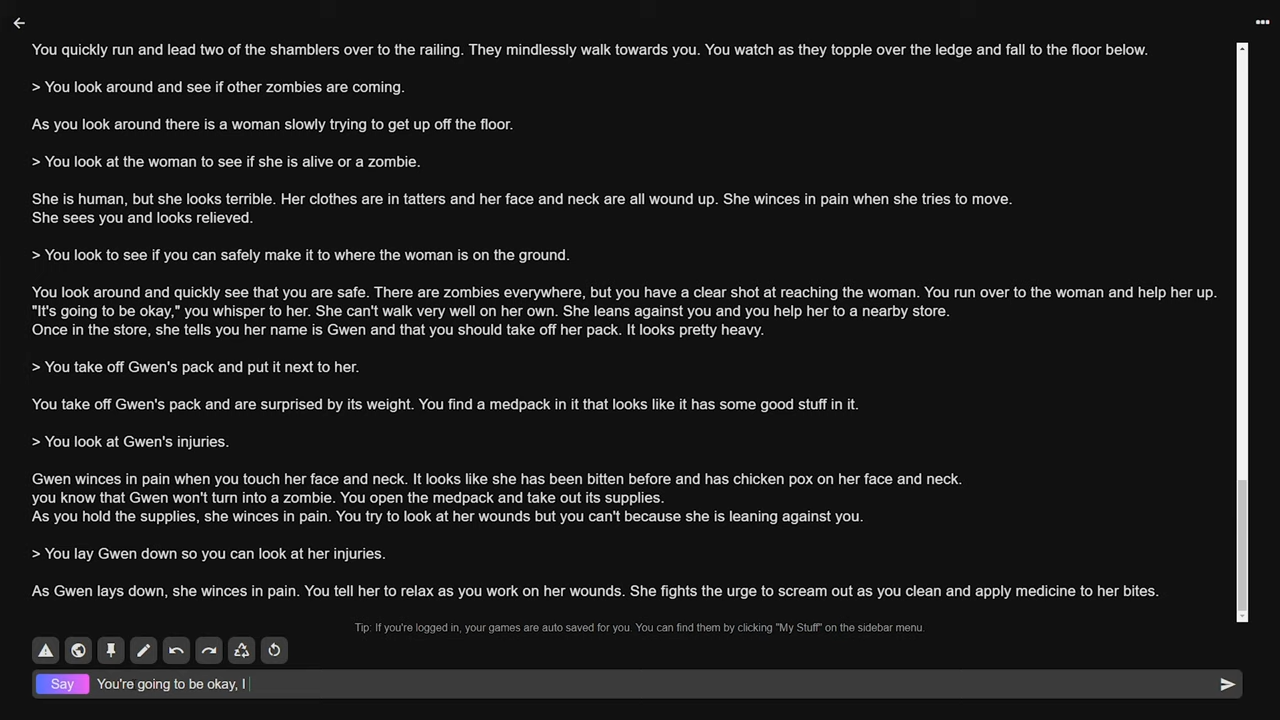 You quickly run and lead two of the shamblers over to the railing. They mindlessly walk towards you. You watch as they topple over the ledge and fall to the floor below.
> You look around and see if other zombies are coming.
As you look around there is a woman slowly trying to get up off the floor.
> You look at the woman to see if she is alive or a zombie.
She is human, but she looks terrible. Her clothes are in tatters and her face and neck are all wound up. She winces in pain when she tries to move.
She sees you and looks relieved.
> You look to see if you can safely make it to where the woman is on the ground.
You look around and quickly see that you are safe. There are zombies everywhere, but you have a clear shot at reaching the woman. You run over to the woman and help her up.
"It's going to be okay," you whisper to her. She can't walk very well on her own. She leans against you and you help her to a nearby store.
Once in the store, she tells you her name is Gwen and that you should take off her pack. It looks pretty heavy.
> You take off Gwen's pack and put it next to her.
You take off Gwen's pack and are surprised by its weight. You find a medpack in it that looks like it has some good stuff in it.
> You look at Gwen's injuries.
Gwen winces in pain when you touch her face and neck. It looks like she has been bitten before and has chicken pox on her face and neck.
you know that Gwen won't turn into a zombie. You open the medpack and take out its supplies.
As you hold the supplies, she winces in pain. You try to look at her wounds but you can't because she is leaning against you.
> You lay Gwen down so you can look at her injuries.
As Gwen lays down, she winces in pain. You tell her to relax as you work on her wounds. She fights the urge to scream out as you clean and apply medicine to her bites.
Tip: If you're logged in, your games are auto saved for you. You can find them by clicking "My Stuff" on the sidebar menu.
Say You're going to be okay, I